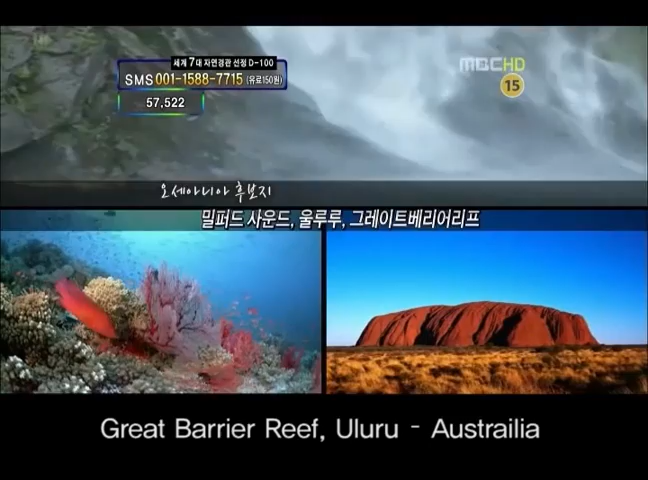 세계 7대 자연경관 선정 D-100
SMS 001-1588-7715 (유료150원)
57,522
MBC HD
15
오세아니아 후보지
밀퍼드 사운드, 울루루, 그레이트베리어리프
Great Barrier Reef, Uluru - Austrailia